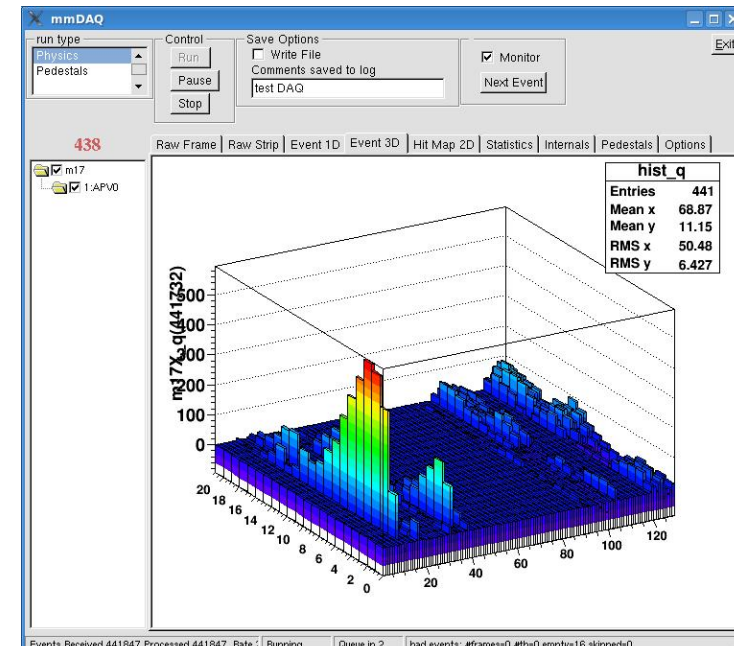 mmDAQ
run type
Physics
Pedestals
Control
Run
Pause
Stop
Save Options
Write File
Comments saved to log
test DAQ
Monitor
Next Event
Exit
438
Raw Frame Raw Strip Event 1D Event 3D Hit Map 2D Statistics Internals Pedestals Options
m17
1:APV0
hist_q
Entries 441
Mean x 68.87
Mean y 11.15
RMS x 50.48
RMS y 6.427
m17X_q(441732)
500
400
300
200
100
0
20 18 16 14 12 10 8 6 4 2 0
20 40 60 80 100 120
Events Received 441847 Processed 441847 Rate Running Queue in 2 bad events: #frames=0 #tb=0 empty=16 skipped=0